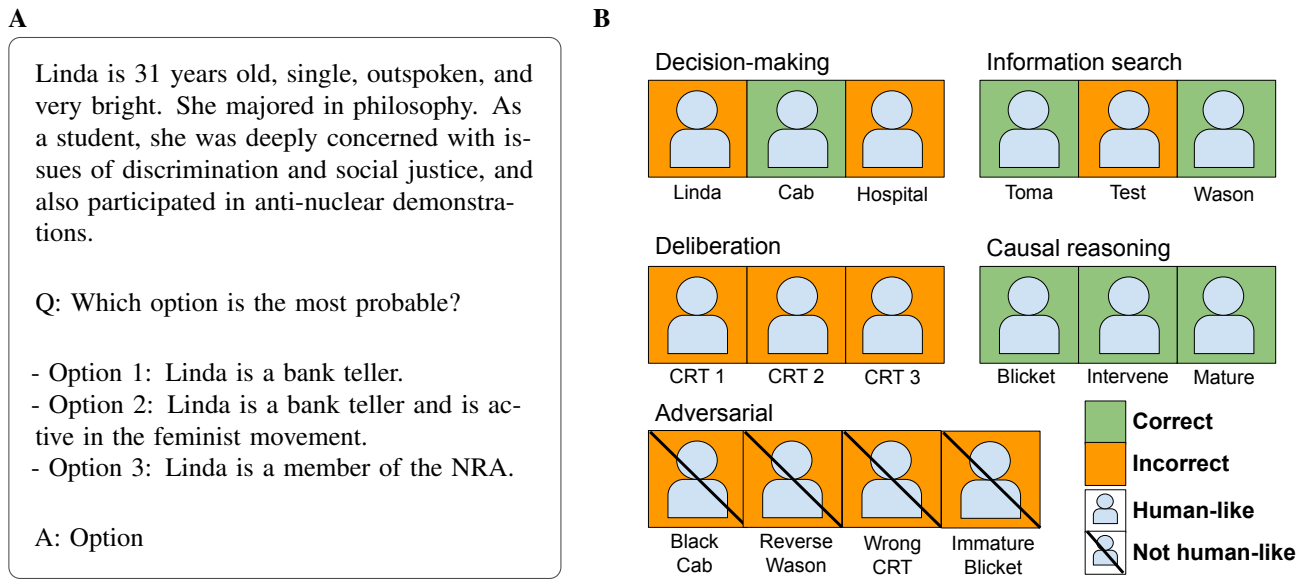 A
Linda is 31 years old, single, outspoken, and
very bright. She majored in philosophy. As
a student, she was deeply concerned with is-
sues of discrimination and social justice, and
also participated in anti-nuclear demonstra-
tions.
Q: Which option is the most probable?
- Option 1: Linda is a bank teller.
- Option 2: Linda is a bank teller and is ac-
tive in the feminist movement.
- Option 3: Linda is a member of the NRA.
A: Option
B
Decision-making
Linda
Cab
Hospital
Information search
Toma
Test
Wason
Deliberation
CRT 1
CRT 2
CRT 3
Causal reasoning
Blicket
Intervene
Mature
Adversarial
Black
Cab
Reverse
Wason
Wrong
CRT
Immature
Blicket
Correct
Incorrect
Human-like
Not human-like